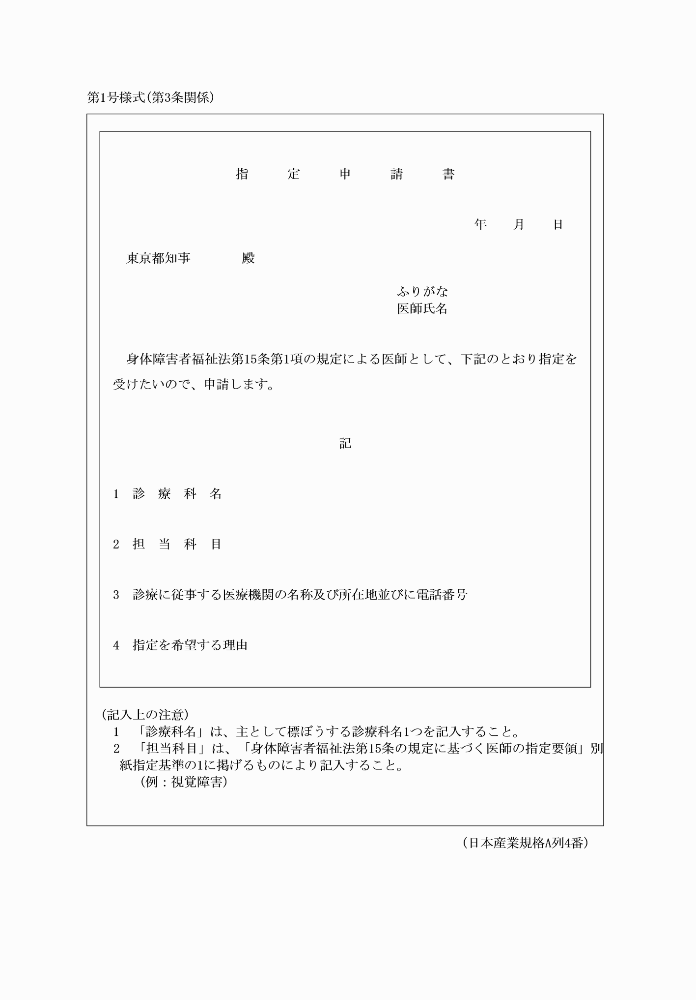 第1号様式(第3条関係)
指　定　申　請　書
年　月　日
東京都知事　　　　殿
ふりがな
医師氏名
身体障害者福祉法第15条第1項の規定による医師として、下記のとおり指定を
受けたいので、申請します。
記
1　診　療　科　名
2　担　当　科　目
3　診療に従事する医療機関の名称及び所在地並びに電話番号
4　指定を希望する理由
(記入上の注意)
1　「診療科名」は、主として標ぼうする診療科名1つを記入すること。
2　「担当科目」は、「身体障害者福祉法第15条の規定に基づく医師の指定要領」別
紙指定基準の1に掲げるものにより記入すること。
(例：視覚障害)
(日本産業規格A列4番)